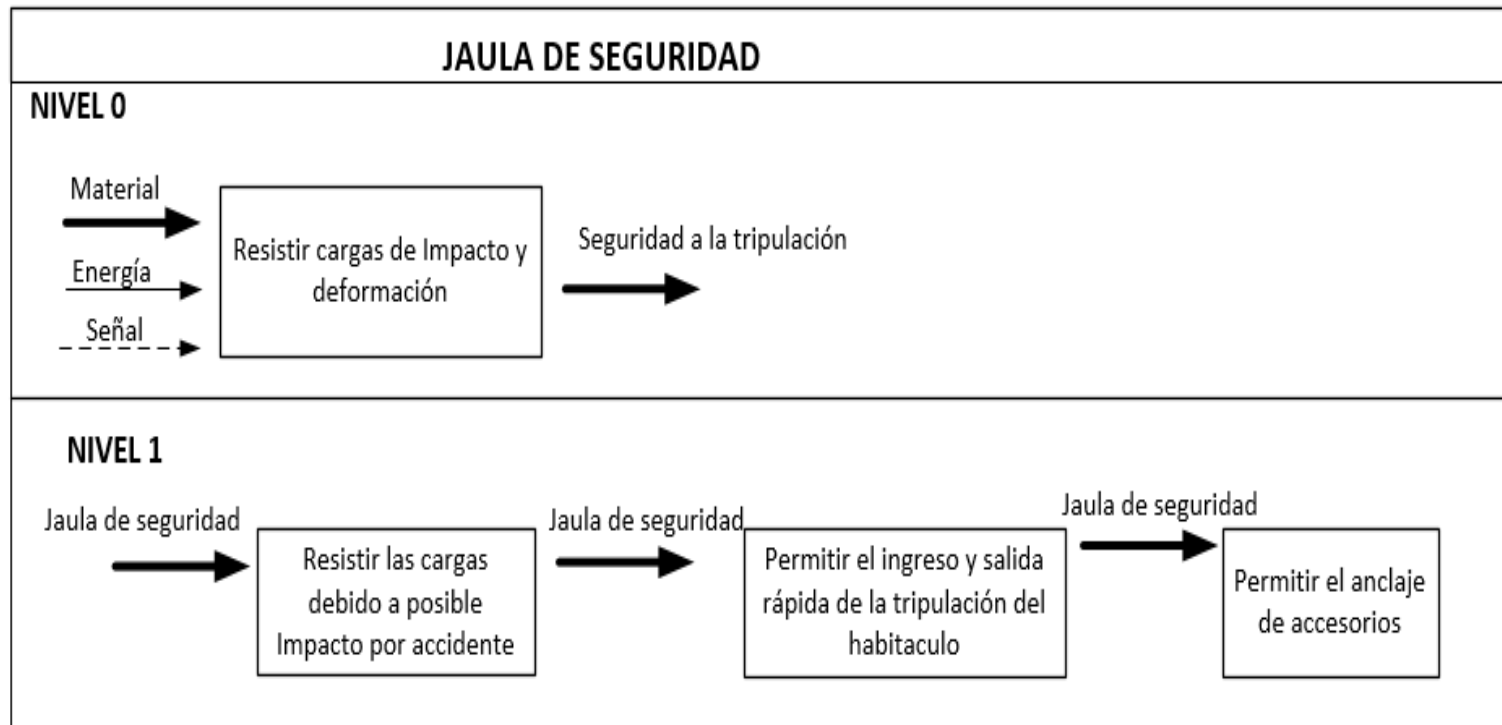 JAULA DE SEGURIDAD
NIVEL 0
Material
Energía
Señal
Resistir cargas de Impacto y
deformación
Seguridad a la tripulación
NIVEL 1
Jaula de seguridad
Resistir las cargas
debido a posible
Impacto por accidente
Jaula de seguridad
Permitir el ingreso y salida
rápida de la tripulación del
habitaculo
Jaula de seguridad
Permitir el anclaje
de accesorios